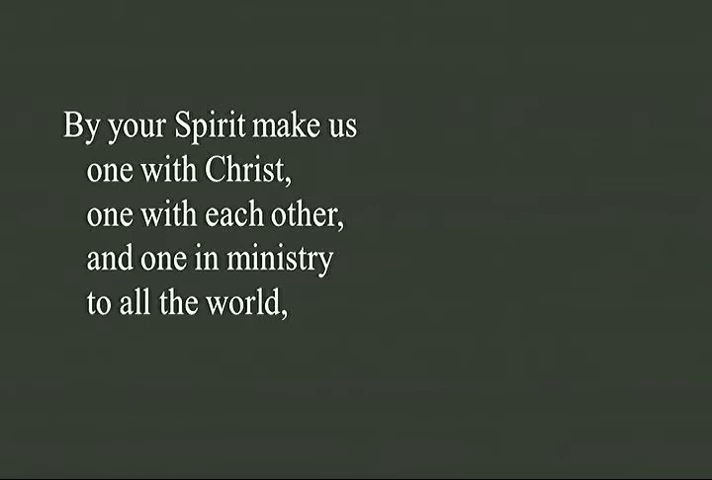 By your Spirit make us
one with Christ,
one with each other,
and one in ministry
to all the world,